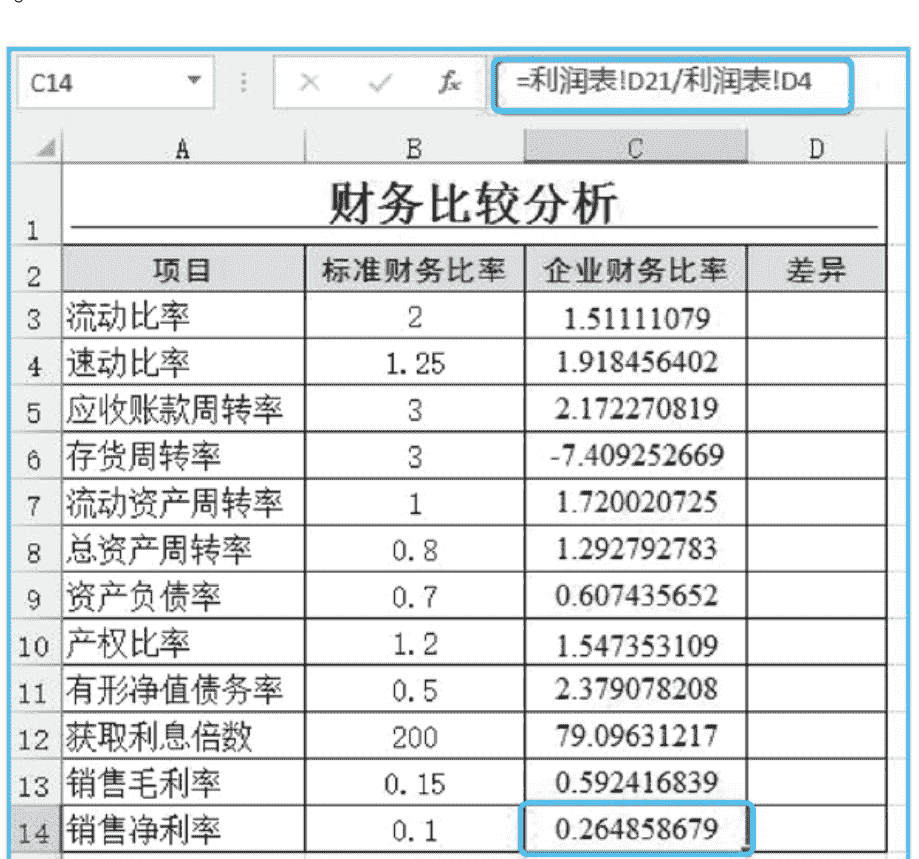 C14 fx =利润表!D21/利润表!D4
A B C D
1 财务比较分析
2 项目 标准财务比率 企业财务比率 差异
3 流动比率 2 1.51111079
4 速动比率 1.25 1.918456402
5 应收账款周转率 3 2.172270819
6 存货周转率 3 -7.409252669
7 流动资产周转率 1 1.720020725
8 总资产周转率 0.8 1.292792783
9 资产负债率 0.7 0.607435652
10 产权比率 1.2 1.547353109
11 有形净值债务率 0.5 2.379078208
12 获取利息倍数 200 79.09631217
13 销售毛利率 0.15 0.592416839
14 销售净利率 0.1 0.264858679